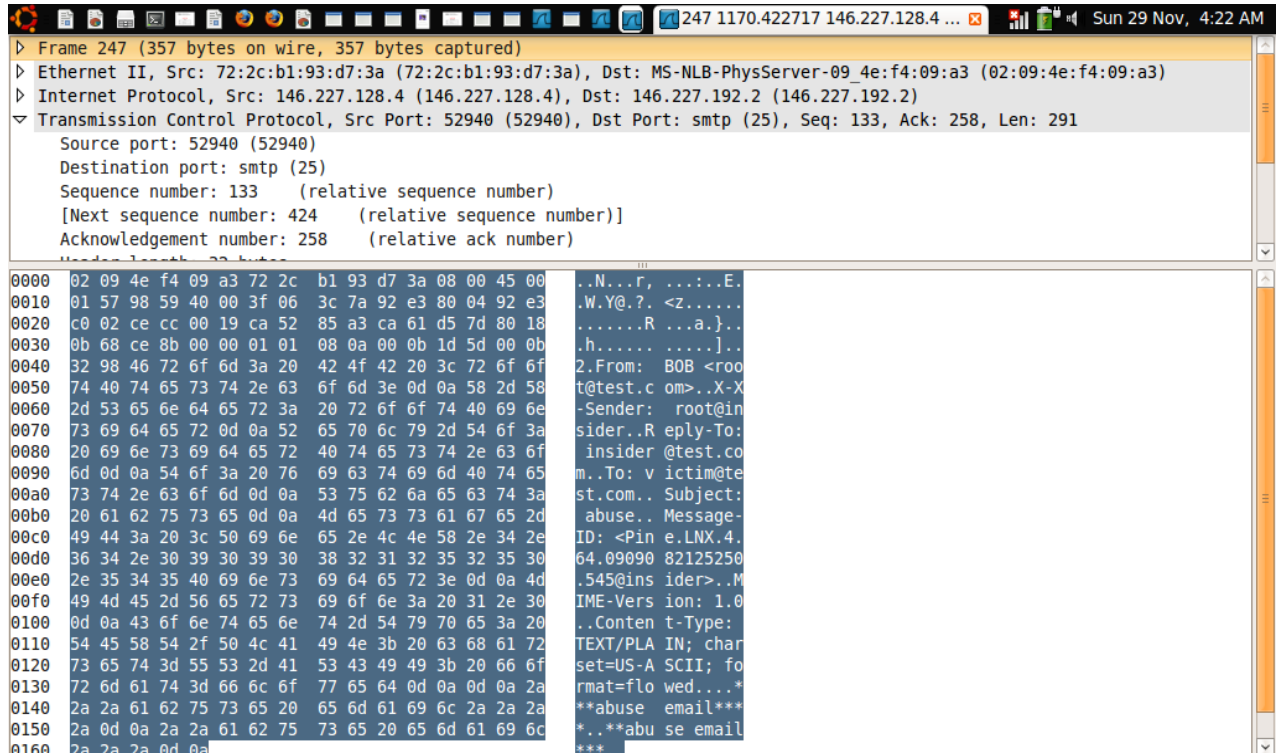 247 1170.422717 146.227.128.4 ... Sun 29 Nov, 4:22 AM
Frame 247 (357 bytes on wire, 357 bytes captured)
Ethernet II, Src: 72:2c:b1:93:d7:3a (72:2c:b1:93:d7:3a), Dst: MS-NLB-PhysServer-09_4e:f4:09:a3 (02:09:4e:f4:09:a3)
Internet Protocol, Src: 146.227.128.4 (146.227.128.4), Dst: 146.227.192.2 (146.227.192.2)
Transmission Control Protocol, Src Port: 52940 (52940), Dst Port: smtp (25), Seq: 133, Ack: 258, Len: 291
Source port: 52940 (52940)
Destination port: smtp (25)
Sequence number: 133 (relative sequence number)
[Next sequence number: 424 (relative sequence number)]
Acknowledgement number: 258 (relative ack number)
Header length: 32 bytes
0000 02 09 4e f4 09 a3 72 2c b1 93 d7 3a 08 00 45 00 ..N...r, ...:..E.
0010 01 57 98 59 40 00 3f 06 3c 7a 92 e3 80 04 92 e3 .W.Y@.?. <z......
0020 c0 02 ce cc 00 19 ca 52 85 a3 ca 61 d5 7d 80 18 .......R ...a.}..
0030 0b 68 ce 8b 00 00 01 01 08 0a 00 0b 1d 5d 00 0b .h...... .....]..
0040 32 98 46 72 6f 6d 3a 20 42 4f 42 20 3c 72 6f 6f 2.From: BOB <roo
0050 74 40 74 65 73 74 2e 63 6f 6d 3e 0d 0a 58 2d 58 t@test.c om>..X-X
0060 2d 53 65 6e 64 65 72 3a 20 72 6f 6f 74 40 69 6e -Sender: root@in
0070 73 69 64 65 72 0d 0a 52 65 70 6c 79 2d 54 6f 3a sider..R eply-To:
0080 20 69 6e 73 69 64 65 72 40 74 65 73 74 2e 63 6f insider @test.co
0090 6d 0d 0a 54 6f 3a 20 76 69 63 74 69 6d 40 74 65 m..To: v ictim@te
00a0 73 74 2e 63 6f 6d 0d 0a 53 75 62 6a 65 63 74 3a st.com.. Subject:
00b0 20 61 62 75 73 65 0d 0a 4d 65 73 73 61 67 65 2d abuse.. Message-
00c0 49 44 3a 20 3c 50 69 6e 65 2e 4c 4e 58 2e 34 2e ID: <Pin e.LNX.4.
00d0 36 34 2e 30 39 30 39 30 38 32 31 32 35 32 35 30 64.09090 82125250
00e0 2e 35 34 35 40 69 6e 73 69 64 65 72 3e 0d 0a 4d .545@ins ider>..M
00f0 49 4d 45 2d 56 65 72 73 69 6f 6e 3a 20 31 2e 30 IME-Vers ion: 1.0
0100 0d 0a 43 6f 6e 74 65 6e 74 2d 54 79 70 65 3a 20 ..Conten t-Type:
0110 54 45 58 54 2f 50 4c 41 49 4e 3b 20 63 68 61 72 TEXT/PLA IN; char
0120 73 65 74 3d 55 53 2d 41 53 43 49 49 3b 20 66 6f set=US-A SCII; fo
0130 72 6d 61 74 3d 66 6c 6f 77 65 64 0d 0a 0d 0a 2a rmat=flo wed....*
0140 2a 2a 61 62 75 73 65 20 65 6d 61 69 6c 2a 2a 2a **abuse email***
0150 2a 0d 0a 2a 2a 61 62 75 73 65 20 65 6d 61 69 6c *..**abu se email
0160 2a 2a 2a 0d 0a ***..